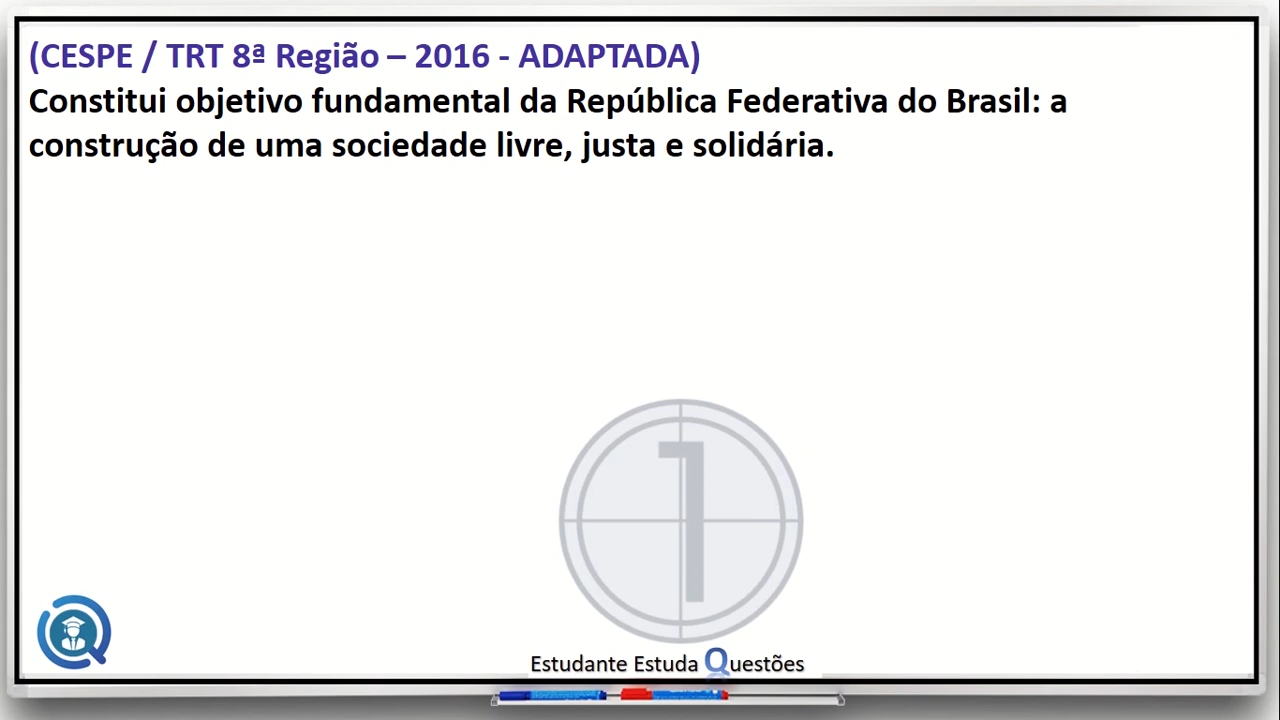 (CESPE / TRT 8ª Região – 2016 - ADAPTADA)
Constitui objetivo fundamental da República Federativa do Brasil: a
construção de uma sociedade livre, justa e solidária.
1
Estudante Estuda Questões